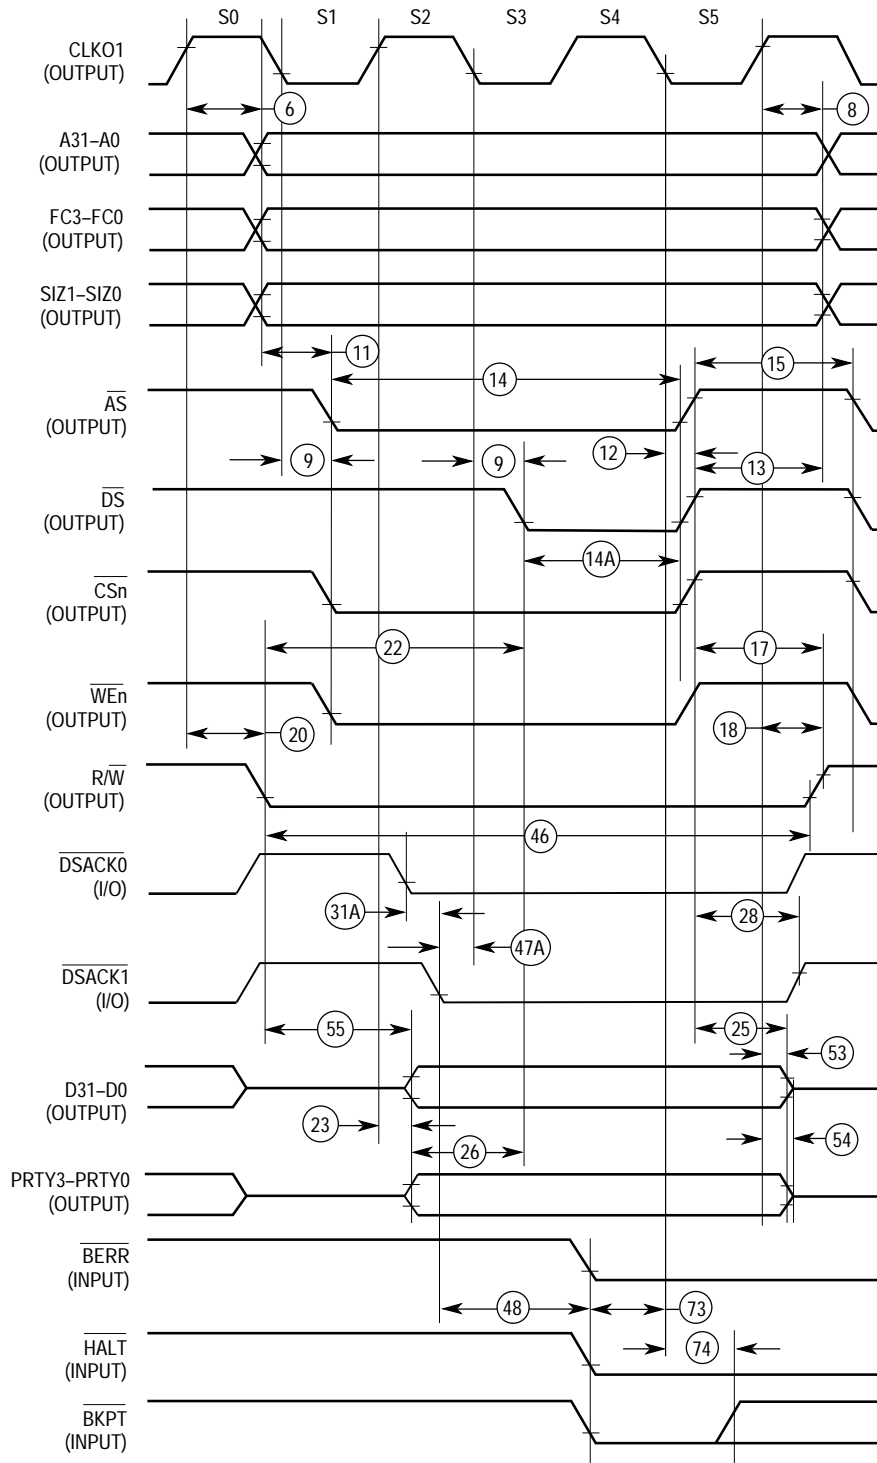 S0 S1 S2 S3 S4 S5
CLKO1
(OUTPUT)
6 8
A31–A0
(OUTPUT)
FC3–FC0
(OUTPUT)
SIZ1–SIZ0
(OUTPUT)
11 14 15
AS
(OUTPUT)
9 9 12 13
DS
(OUTPUT)
14A
CSn
(OUTPUT)
22 17
WEn
(OUTPUT)
20 18
R/W
(OUTPUT)
46
DSACK0
(I/O)
31A 28
47A
DSACK1
(I/O)
55 25
53
D31–D0
(OUTPUT)
23 54
26
PRTY3–PRTY0
(OUTPUT)
BERR
(INPUT)
48 73
HALT
(INPUT)
74
BKPT
(INPUT)